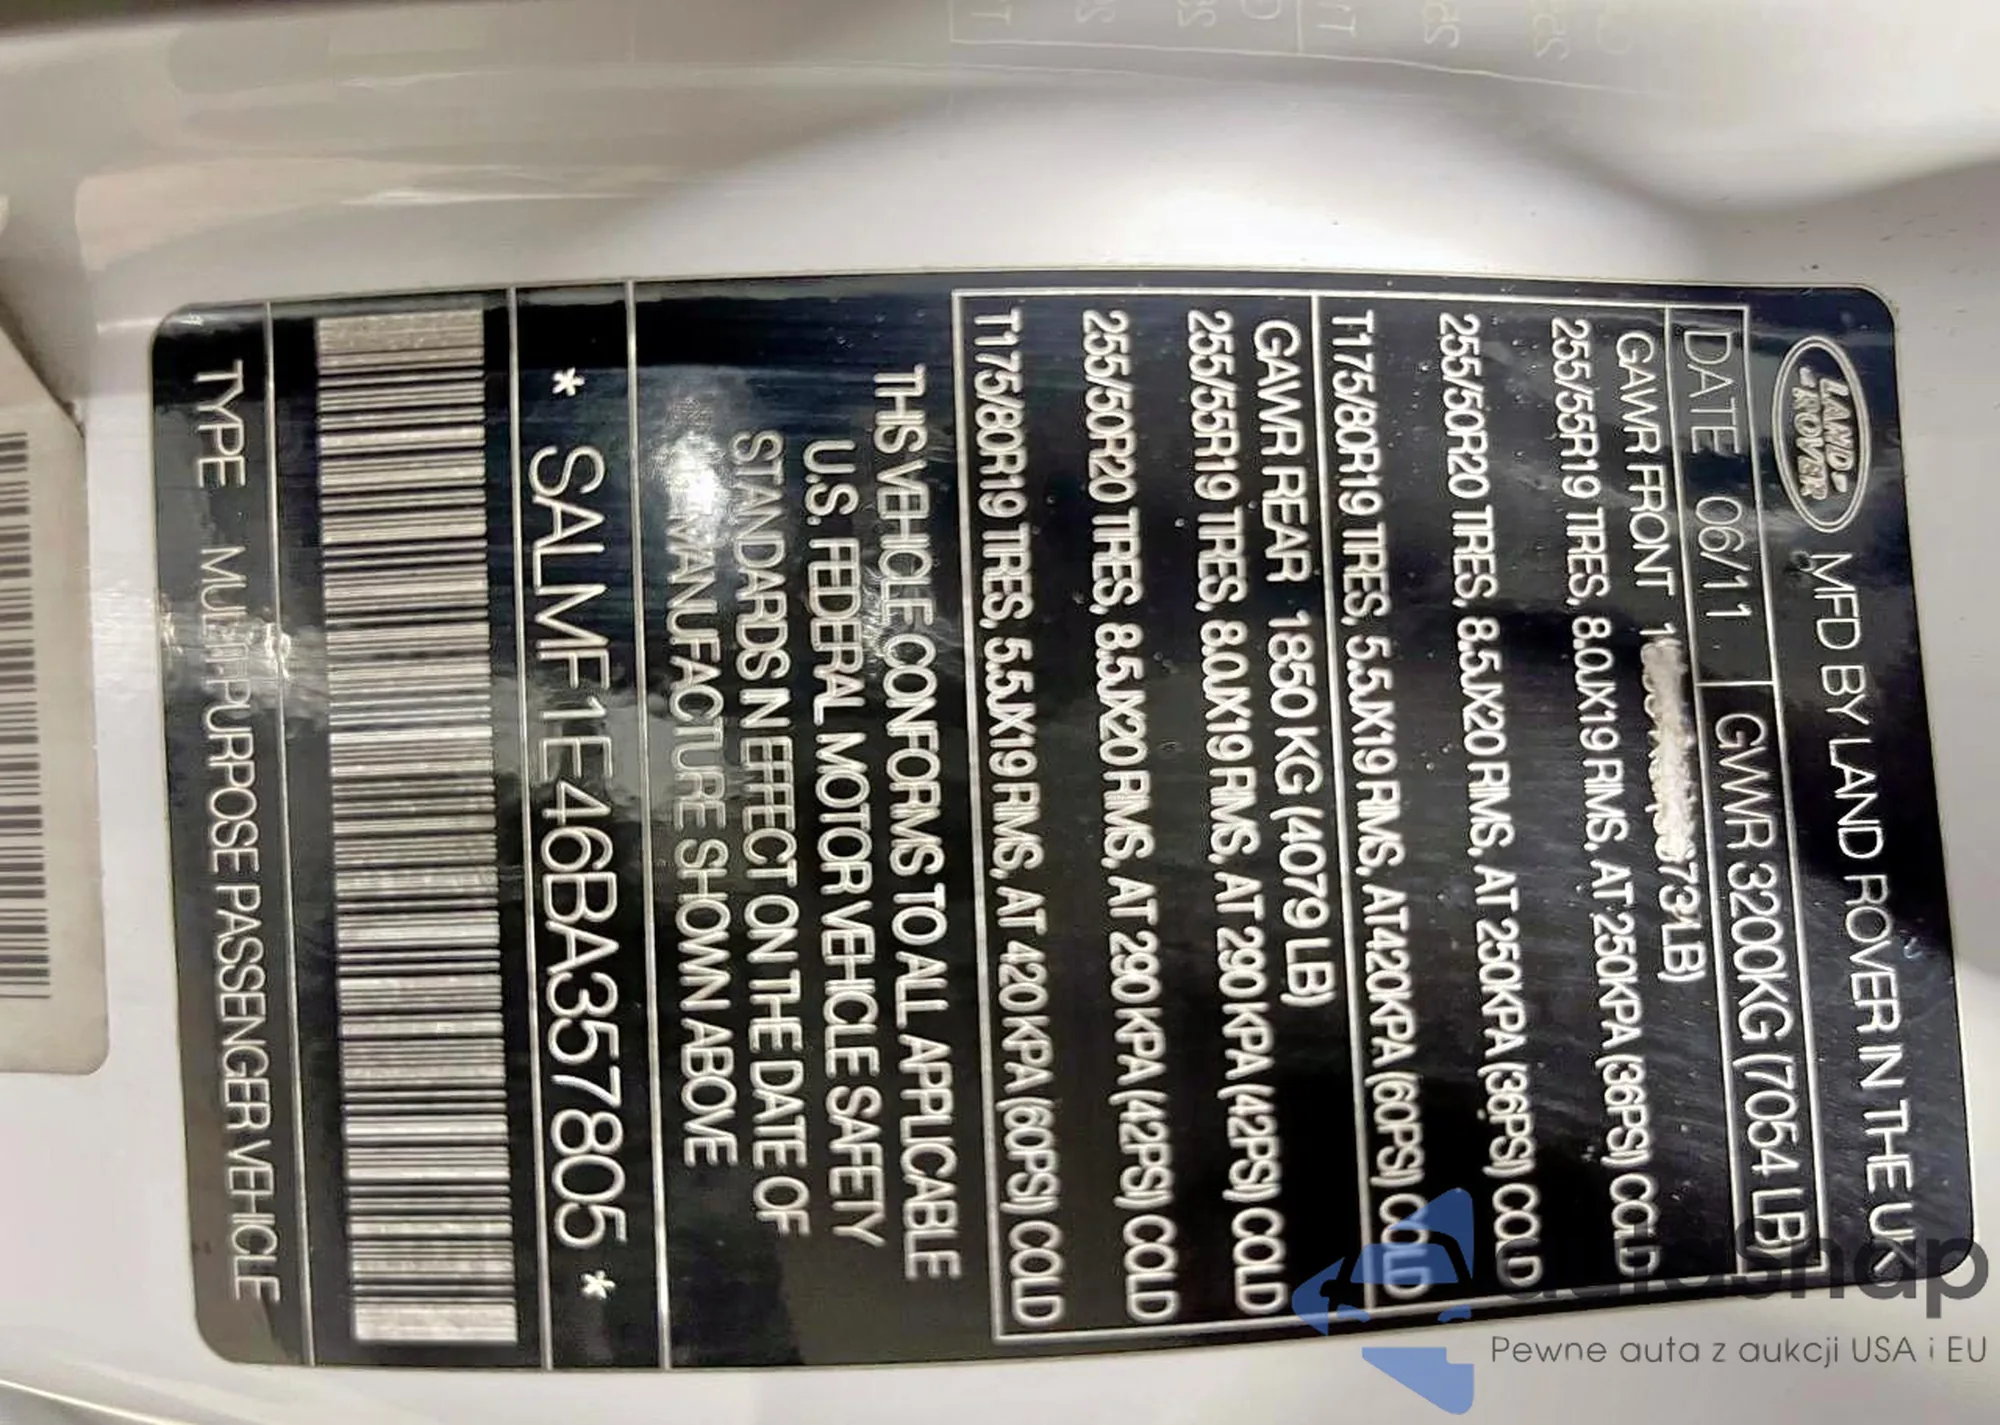 LAND ROVER
MFD BY LAND ROVER IN THE UK
DATE 06/11 GVWR 3200KG (7054 LB)
GAWR FRONT
255/55R19 TIRES, 8.0JX19 RIMS, AT 250KPA (36PSI) COLD
255/50R20 TIRES, 8.5JX20 RIMS, AT 250KPA (36PSI) COLD
T175/80R19 TIRES, 5.5JX19 RIMS, AT 420KPA (60PSI) COLD
GAWR REAR 1850 KG (4079 LB)
255/55R19 TIRES, 8.0JX19 RIMS, AT 290 KPA (42PSI) COLD
255/50R20 TIRES, 8.5JX20 RIMS, AT 290 KPA (42PSI) COLD
T175/80R19 TIRES, 5.5JX19 RIMS, AT 420 KPA (60PSI) COLD
THIS VEHICLE CONFORMS TO ALL APPLICABLE
U.S. FEDERAL MOTOR VEHICLE SAFETY
STANDARDS IN EFFECT ON THE DATE OF
MANUFACTURE SHOWN ABOVE
* SALMF1E46BA357805 *
TYPE MULTIPURPOSE PASSENGER VEHICLE
Pewne auta z aukcji USA i EU